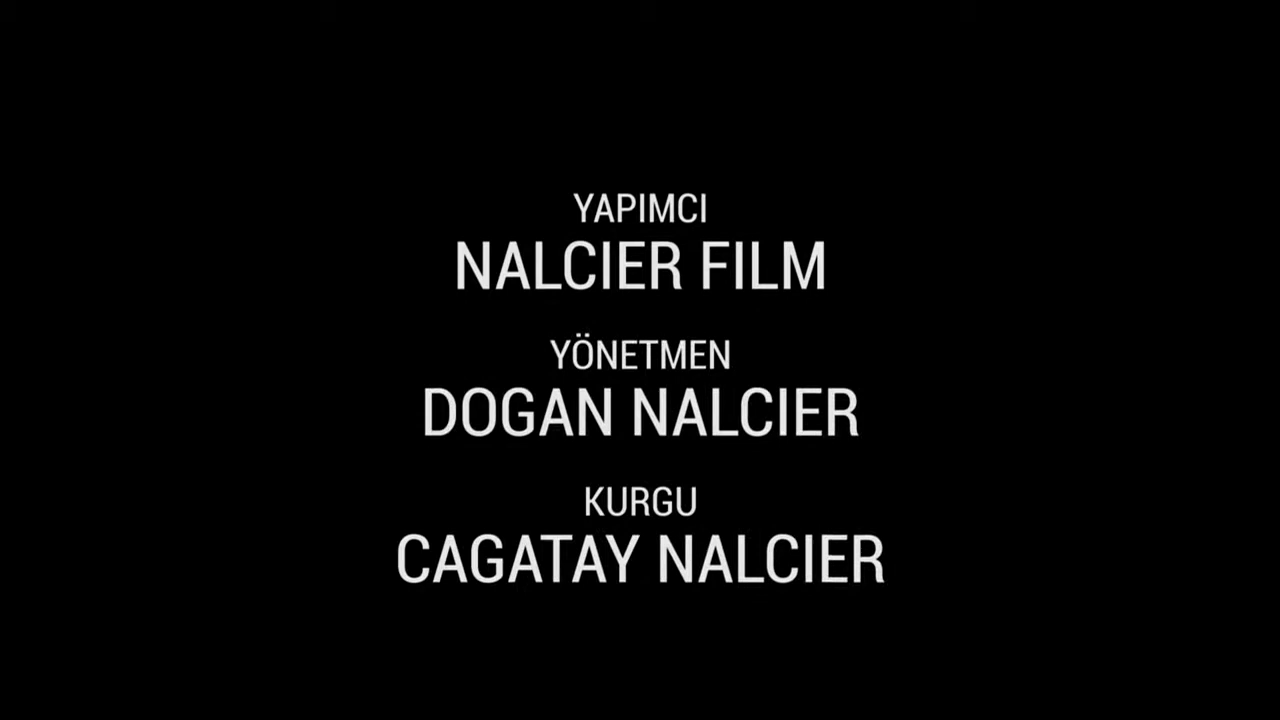 YAPIMCI
NALCIER FILM
YÖNETMEN
DOGAN NALCIER
KURGU
CAGATAY NALCIER